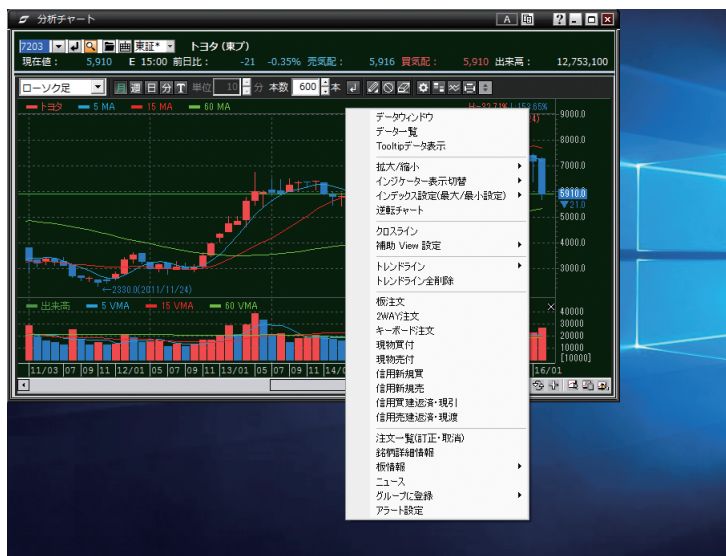 分析チャート A
7203 東証* トヨタ (東プ)
現在値： 5,910 E 15:00 前日比： -21 -0.35% 売気配： 5,916 買気配： 5,910 出来高： 12,753,100
ローソク足 月 週 日 分 T 単位 10 分 本数 600 本
トヨタ 5 MA 15 MA 60 MA
9000.0
8000.0
7000.0
5910.0
▼21.0
5000.0
4000.0
3000.0
←2330.0(2011/11/24)
出来高 5 VMA 15 VMA 60 VMA
40000
30000
20000
10000
[10000]
11/03 07 09 11 12/01 05 07 09 11 13/01 05 07 09 11 14/0 16/01
データウィンドウ
データ一覧
Tooltipデータ表示
拡大/縮小
インジケーター表示切替
インデックス設定(最大/最小設定)
逆転チャート
クロスライン
補助 View 設定
トレンドライン
トレンドライン全削除
板注文
2WAY注文
キーボード注文
現物買付
現物売付
信用新規買
信用新規売
信用買建返済・現引
信用売建返済・現渡
注文一覧(訂正・取消)
銘柄詳細情報
板情報
ニュース
グループに登録
アラート設定